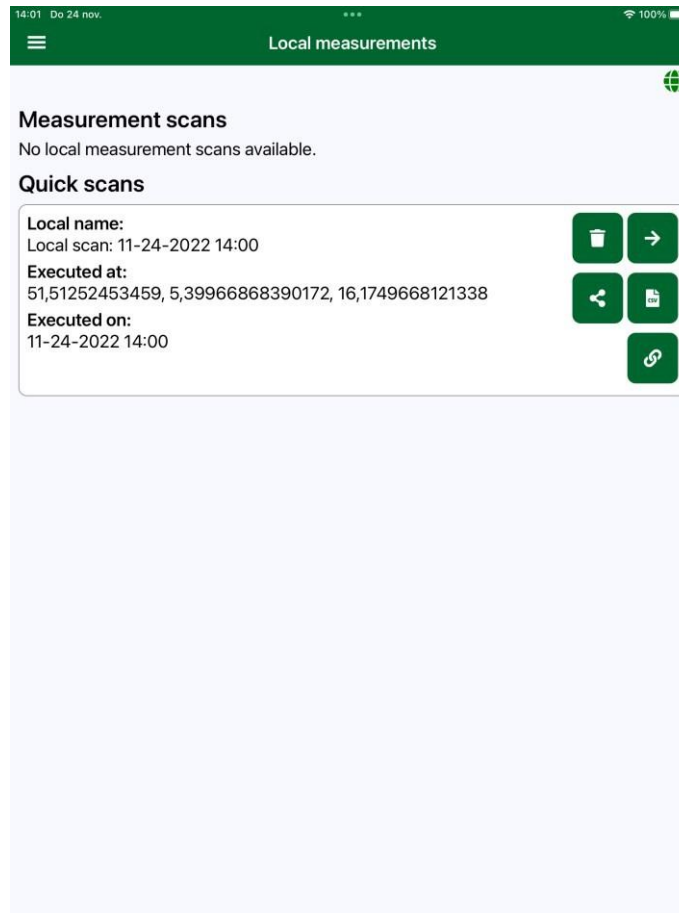 14:01 Do 24 nov.
100%
Local measurements
Measurement scans
No local measurement scans available.
Quick scans
Local name:
Local scan: 11-24-2022 14:00
Executed at:
51,51252453459, 5,39966868390172, 16,1749668121338
CSV
Executed on:
11-24-2022 14:00